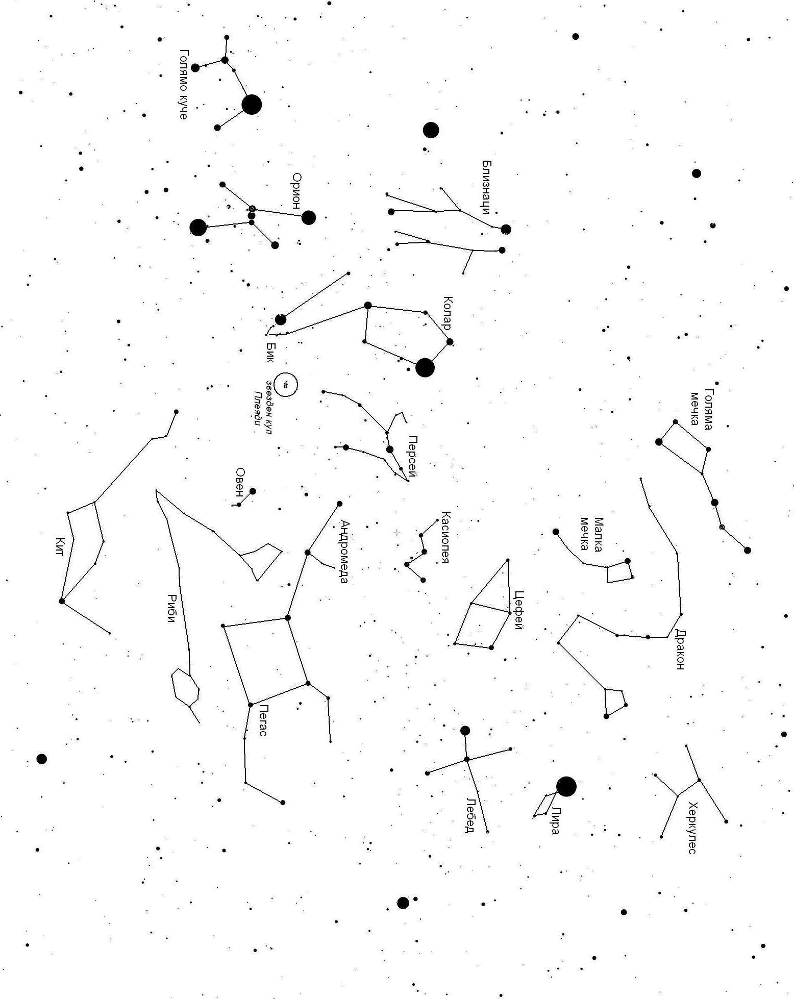 Голямо куче
Орион
Близнаци
Колар
Бик
звезден куп
Плеяди
Персей
Голяма
мечка
Овен
Андромеда
Касиопея
Малка
мечка
Кит
Риби
Цефей
Дракон
Пегас
Лебед
Лира
Херкулес